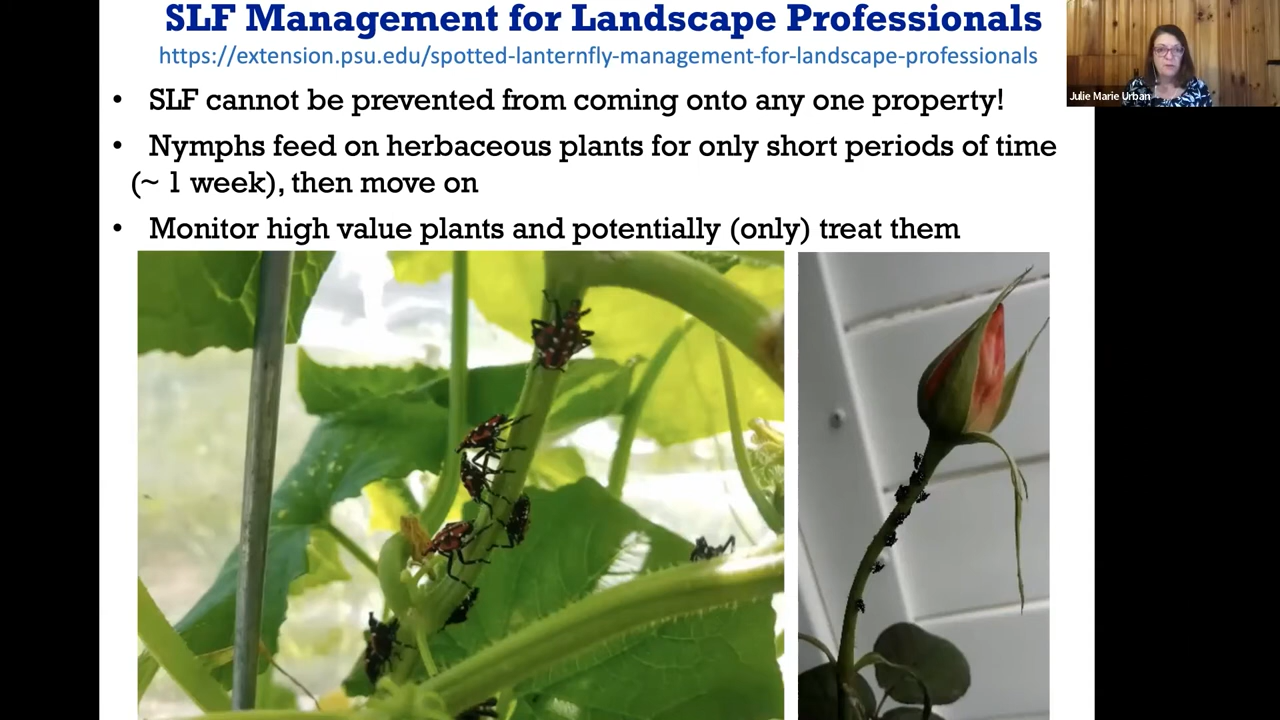 SLF Management for Landscape Professionals
https://extension.psu.edu/spotted-lanternfly-management-for-landscape-professionals
• SLF cannot be prevented from coming onto any one property!
• Nymphs feed on herbaceous plants for only short periods of time
(~ 1 week), then move on
• Monitor high value plants and potentially (only) treat them
Julie Marie Urban